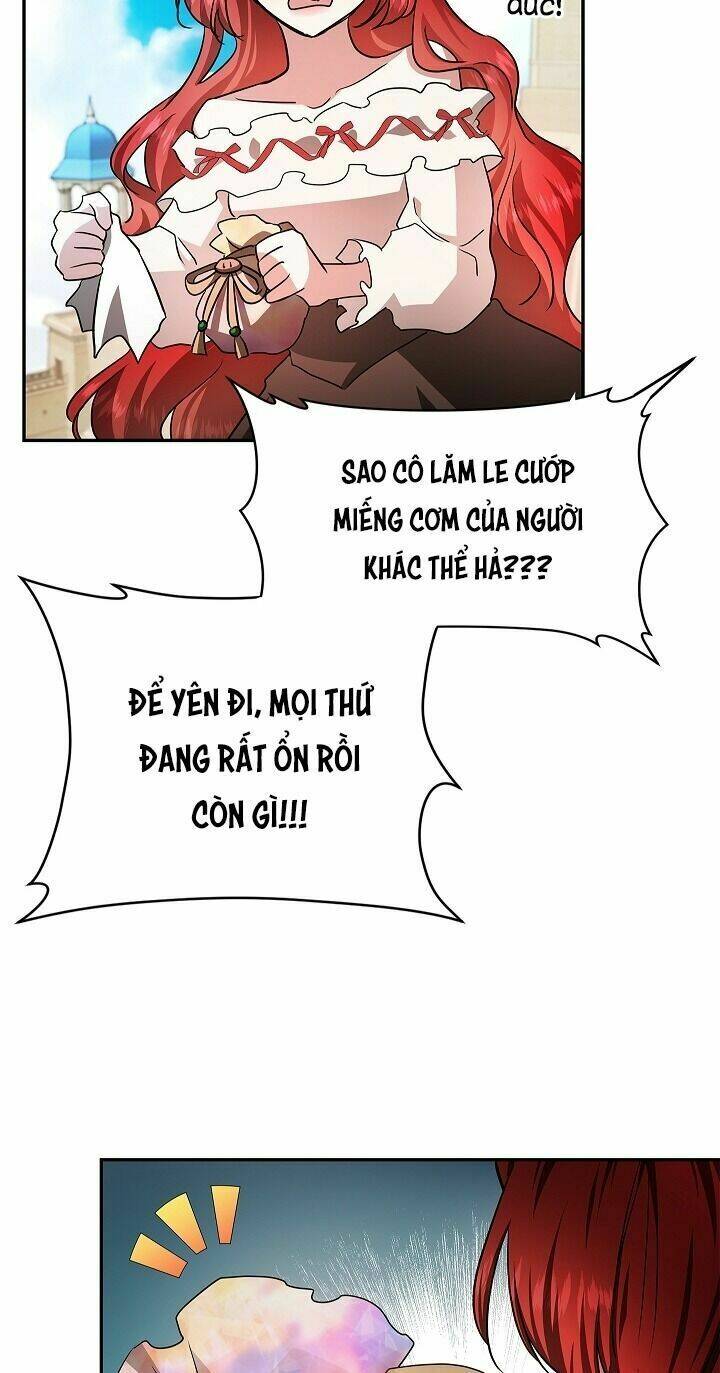 đúc!
SAO CÔ LĂM LE CƯỚP
MIẾNG CƠM CỦA NGƯỜI
KHÁC THẾ HẢ???
ĐỂ YÊN ĐI, MỌI THỨ
ĐANG RẤT ỔN RỒI
CÒN GÌ!!!